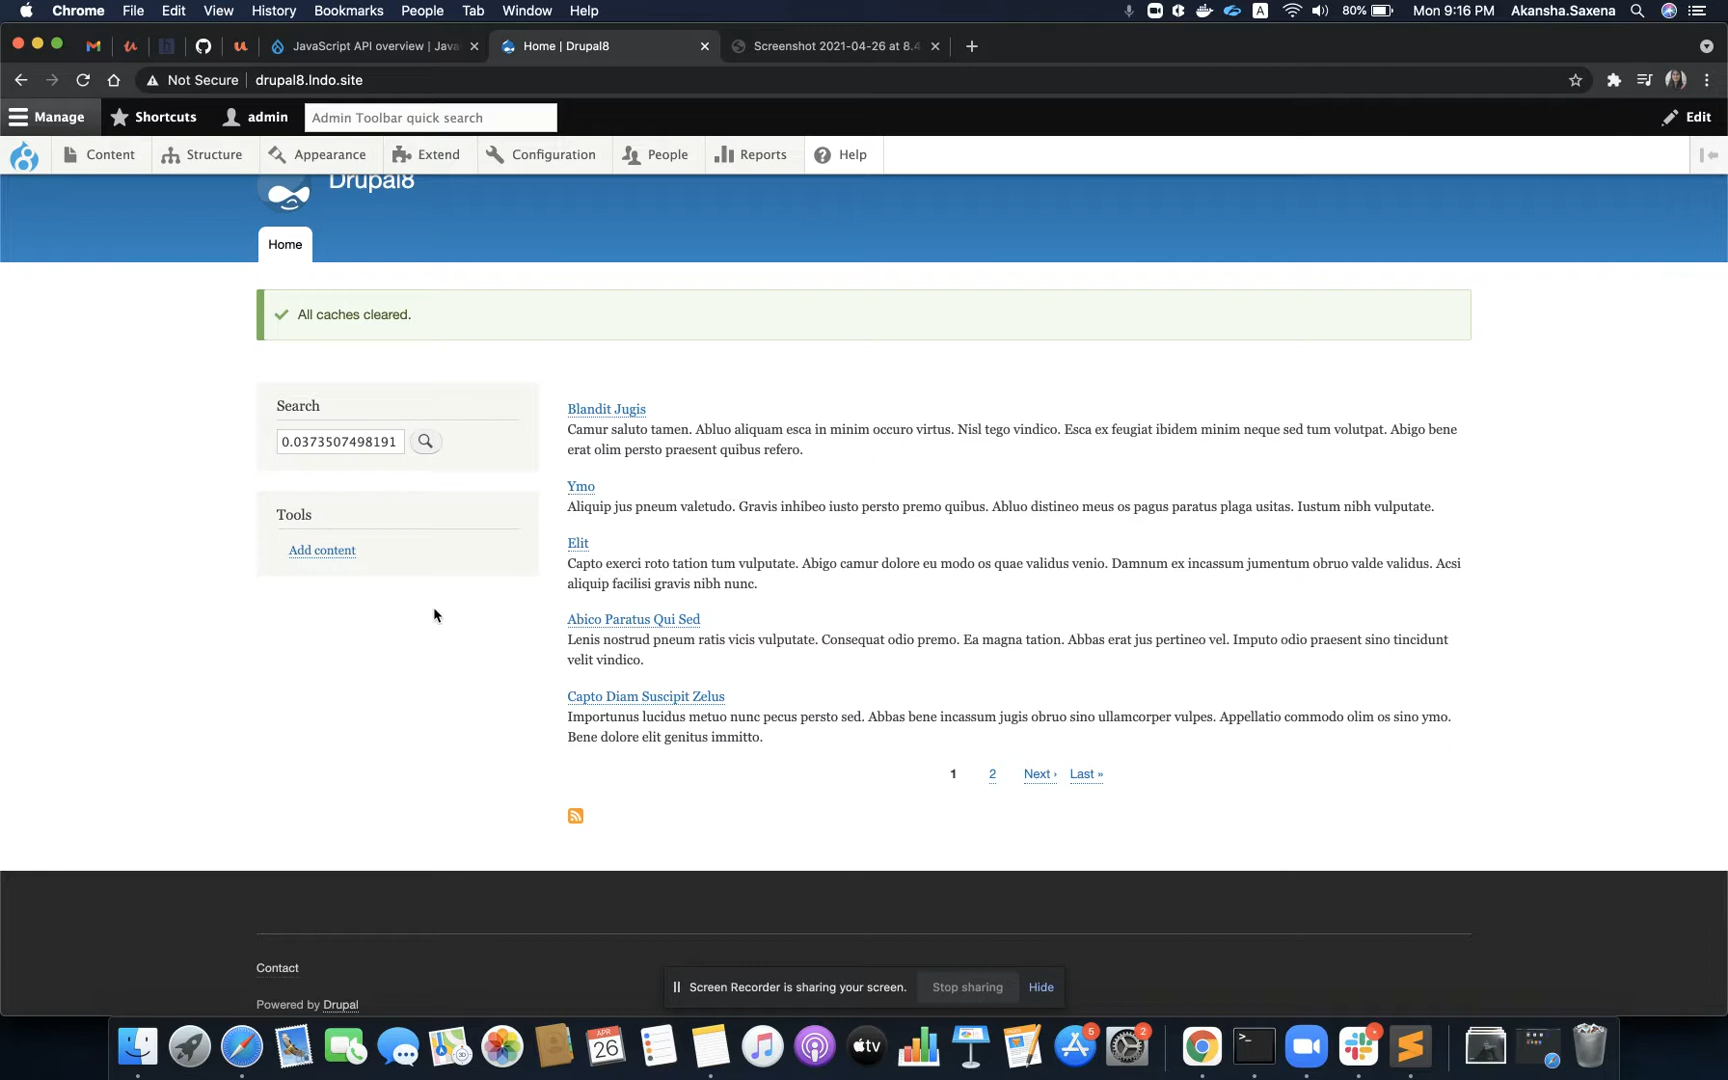 Chrome File Edit View History Bookmarks People Tab Window Help A 80% Mon 9:16 PM Akansha.Saxena
JavaScript API overview | Java Home | Drupal8 Screenshot 2021-04-26 at 8.4
Not Secure drupal8.lndo.site
Manage Shortcuts admin Admin Toolbar quick search Edit
Content Structure Appearance Extend Configuration People Reports Help
Drupal8
Home
All caches cleared.
Search
0.0373507498191
Tools
Add content
Blandit Jugis
Camur saluto tamen. Abluo aliquam esca in minim occuro virtus. Nisl tego vindico. Esca ex feugiat ibidem minim neque sed tum volutpat. Abigo bene
erat olim persto praesent quibus refero.
Ymo
Aliquip jus pneum valetudo. Gravis inhibeo iusto persto premo quibus. Abluo distineo meus os pagus paratus plaga usitas. Iustum nibh vulputate.
Elit
Capto exerci roto tation tum vulputate. Abigo camur dolore eu modo os quae validus venio. Damnum ex incassum jumentum obruo valde validus. Acsi
aliquip facilisi gravis nibh nunc.
Abico Paratus Qui Sed
Lenis nostrud pneum ratis vicis vulputate. Consequat odio premo. Ea magna tation. Abbas erat jus pertineo vel. Imputo odio praesent sino tincidunt
velit vindico.
Capto Diam Suscipit Zelus
Importunus lucidus metuo nunc pecus persto sed. Abbas bene incassum jugis obruo sino ullamcorper vulpes. Appellatio commodo olim os sino ymo.
Bene dolore elit genitus immitto.
1 2 Next › Last »
Contact
Powered by Drupal
Screen Recorder is sharing your screen. Stop sharing Hide
APR
26
tv
5
2